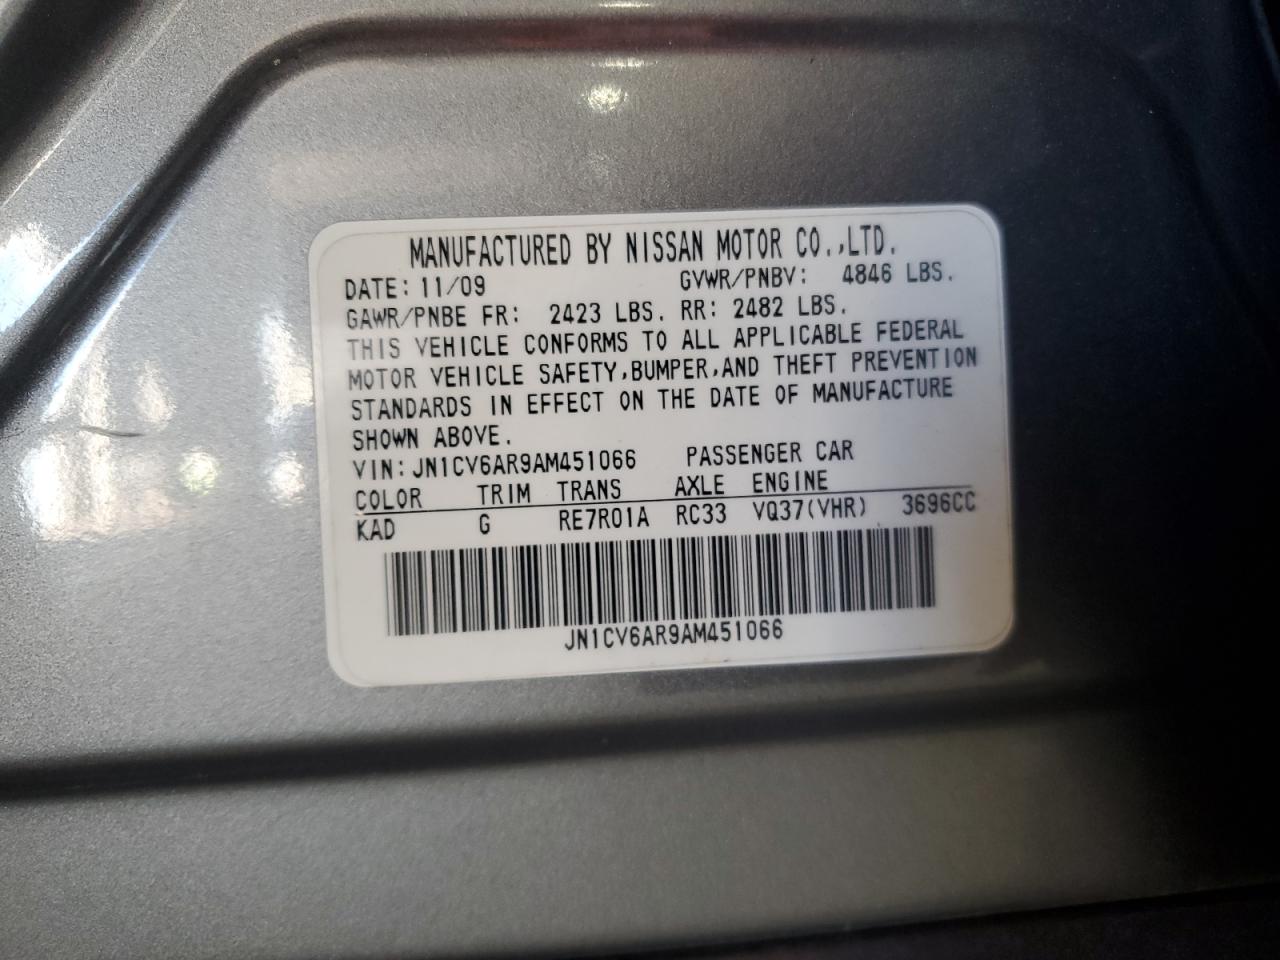 MANUFACTURED BY NISSAN MOTOR CO.,LTD.
DATE: 11/09 GVWR/PNBV: 4846 LBS.
GAWR/PNBE FR: 2423 LBS. RR: 2482 LBS.
THIS VEHICLE CONFORMS TO ALL APPLICABLE FEDERAL
MOTOR VEHICLE SAFETY,BUMPER,AND THEFT PREVENTION
STANDARDS IN EFFECT ON THE DATE OF MANUFACTURE
SHOWN ABOVE.
VIN: JN1CV6AR9AM451066 PASSENGER CAR
COLOR TRIM TRANS AXLE ENGINE
KAD G RE7R01A RC33 VQ37(VHR) 3696CC
JN1CV6AR9AM451066